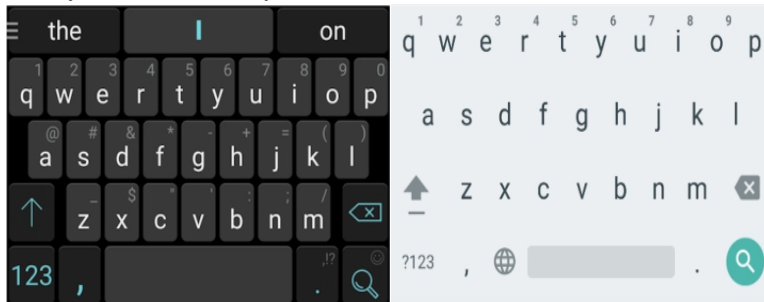 the I on
1 2 3 4 5 6 7 8 9 0
q w e r t y u i o p
@ # & * - + = ( )
a s d f g h j k l
_ $ " ' : ; /
z x c v b n m
123 , . ,!?
1 2 3 4 5 6 7 8 9
q w e r t y u i o p
a s d f g h j k l
z x c v b n m
?123 , .